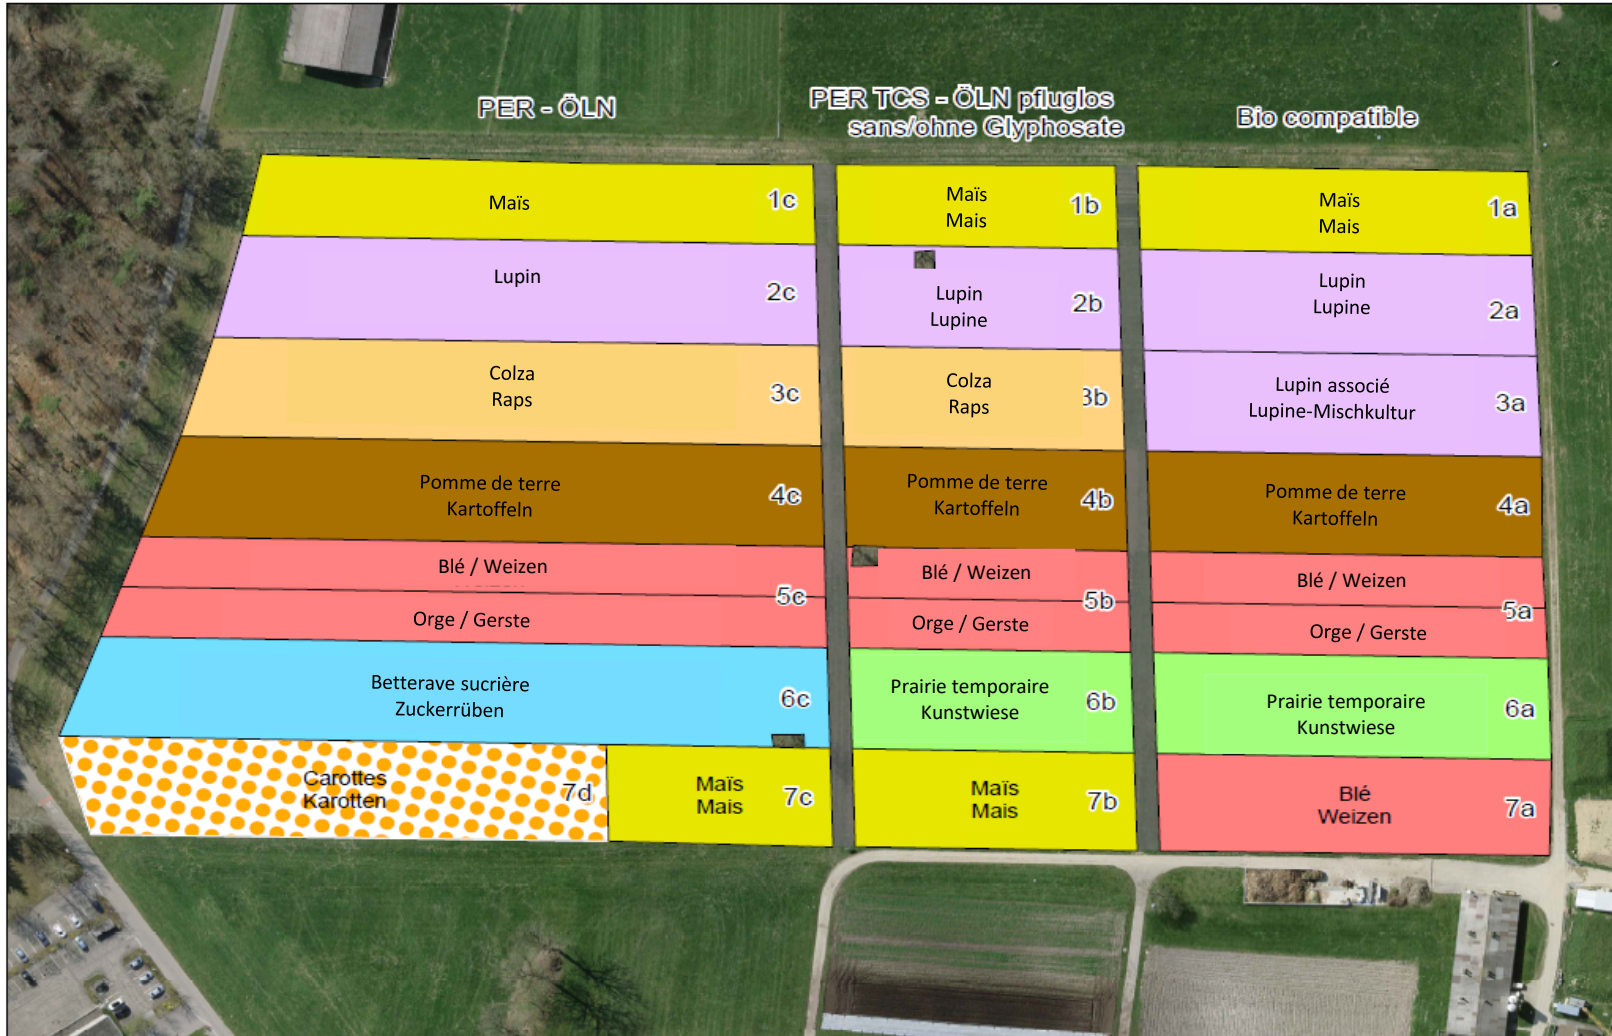 PER - ÖLN
PER TCS - ÖLN pfluglos
sans/ohne Glyphosate
Bio compatible
Maïs
1c
Maïs
Mais
1b
Maïs
Mais
1a
Lupin
2c
Lupin
Lupine
2b
Lupin
Lupine
2a
Colza
Raps
3c
Colza
Raps
3b
Lupin associé
Lupine-Mischkultur
3a
Pomme de terre
Kartoffeln
4c
Pomme de terre
Kartoffeln
4b
Pomme de terre
Kartoffeln
4a
Blé / Weizen
5c
Orge / Gerste
Blé / Weizen
5b
Orge / Gerste
Blé / Weizen
5a
Orge / Gerste
Betterave sucrière
Zuckerrüben
6c
Prairie temporaire
Kunstwiese
6b
Prairie temporaire
Kunstwiese
6a
Carottes
Karotten
7d
Maïs
Mais
7c
Maïs
Mais
7b
Blé
Weizen
7a